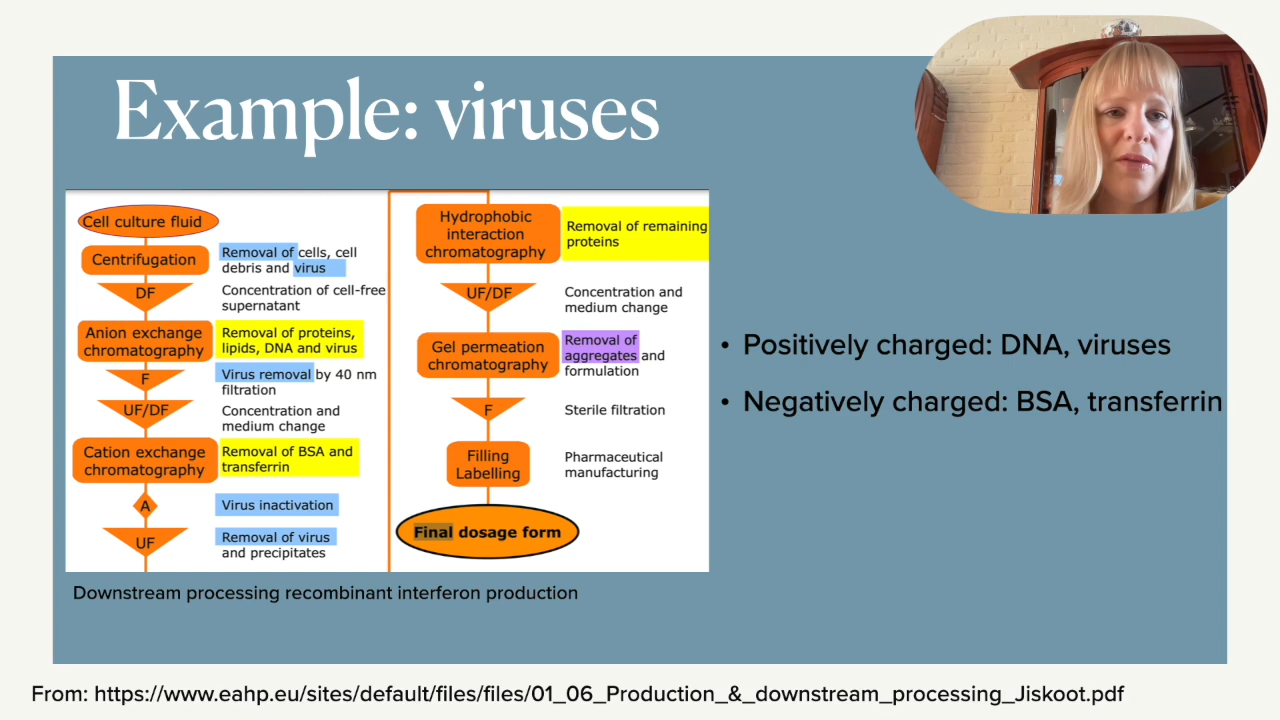 Example: viruses
Cell culture fluid
Centrifugation
Removal of cells, cell
debris and virus
DF
Concentration of cell-free
supernatant
Anion exchange
chromatography
Removal of proteins,
lipids, DNA and virus
F
Virus removal by 40 nm
filtration
UF/DF
Concentration and
medium change
Cation exchange
chromatography
Removal of BSA and
transferrin
A
Virus inactivation
UF
Removal of virus
and precipitates
Hydrophobic
interaction
chromatography
Removal of remaining
proteins
UF/DF
Concentration and
medium change
Gel permeation
chromatography
Removal of
aggregates and
formulation
F
Sterile filtration
Filling
Labelling
Pharmaceutical
manufacturing
Final dosage form
• Positively charged: DNA, viruses
• Negatively charged: BSA, transferrin
Downstream processing recombinant interferon production
From: https://www.eahp.eu/sites/default/files/files/01_06_Production_&_downstream_processing_Jiskoot.pdf